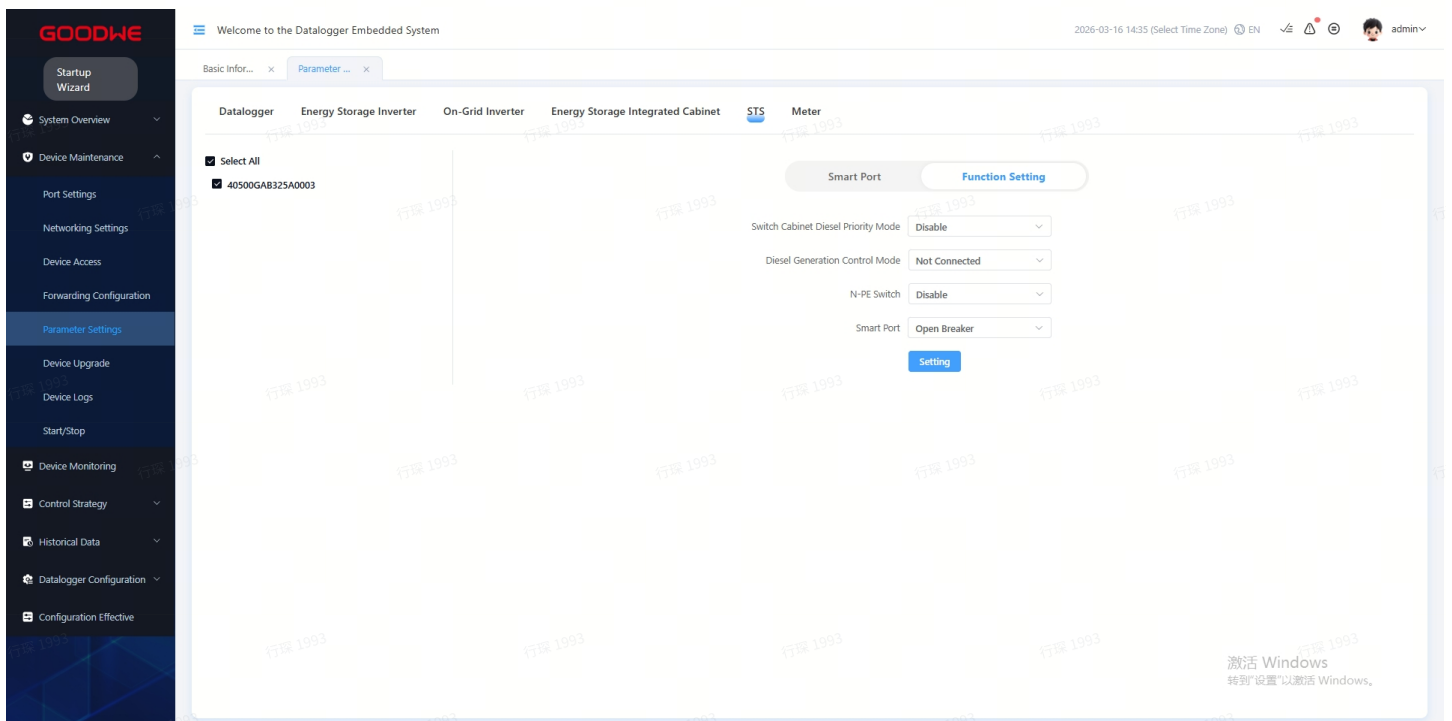 GOODWE
Welcome to the Datalogger Embedded System
2026-03-16 14:35 (Select Time Zone) EN
admin
Startup
Wizard
Basic Infor... ×
Parameter ... ×
System Overview
Device Maintenance
Port Settings
Networking Settings
Device Access
Forwarding Configuration
Parameter Settings
Device Upgrade
Device Logs
Start/Stop
Device Monitoring
Control Strategy
Historical Data
Datalogger Configuration
Configuration Effective
Datalogger Energy Storage Inverter On-Grid Inverter Energy Storage Integrated Cabinet STS Meter
Select All
40500GAB325A0003
Smart Port Function Setting
Switch Cabinet Diesel Priority Mode Disable
Diesel Generation Control Mode Not Connected
N-PE Switch Disable
Smart Port Open Breaker
Setting
行琛 1993
激活 Windows
转到"设置"以激活 Windows。